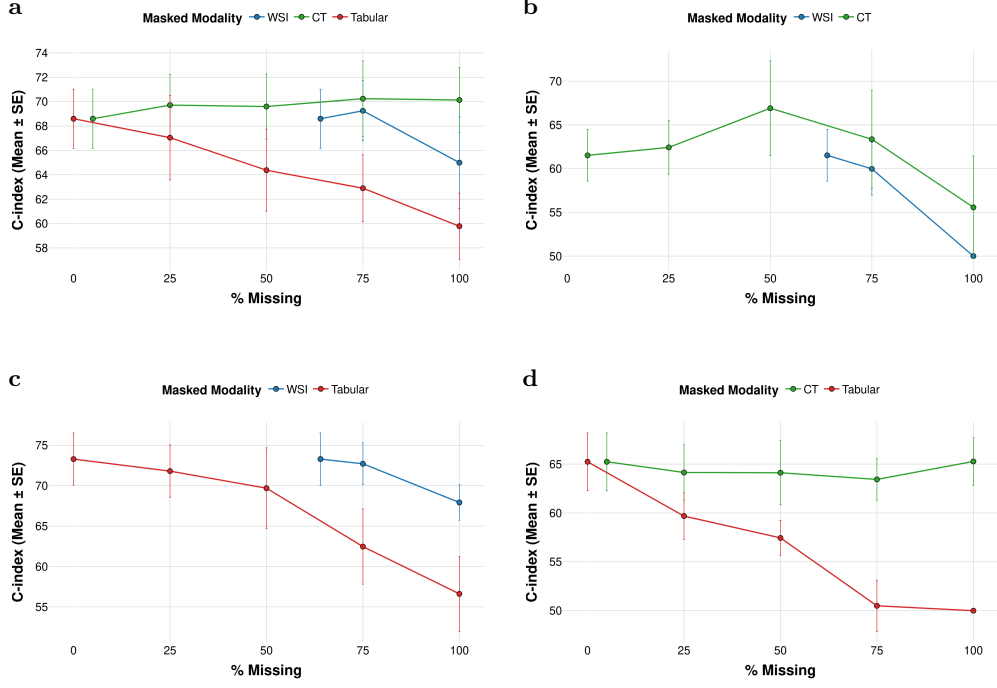 a
Masked Modality WSI CT Tabular
C-index (Mean ± SE)
74
72
70
68
66
64
62
60
58
0 25 50 75 100
% Missing
b
Masked Modality WSI CT
C-index (Mean ± SE)
70
65
60
55
50
0 25 50 75 100
% Missing
c
Masked Modality WSI Tabular
C-index (Mean ± SE)
75
70
65
60
55
0 25 50 75 100
% Missing
d
Masked Modality CT Tabular
C-index (Mean ± SE)
65
60
55
50
0 25 50 75 100
% Missing